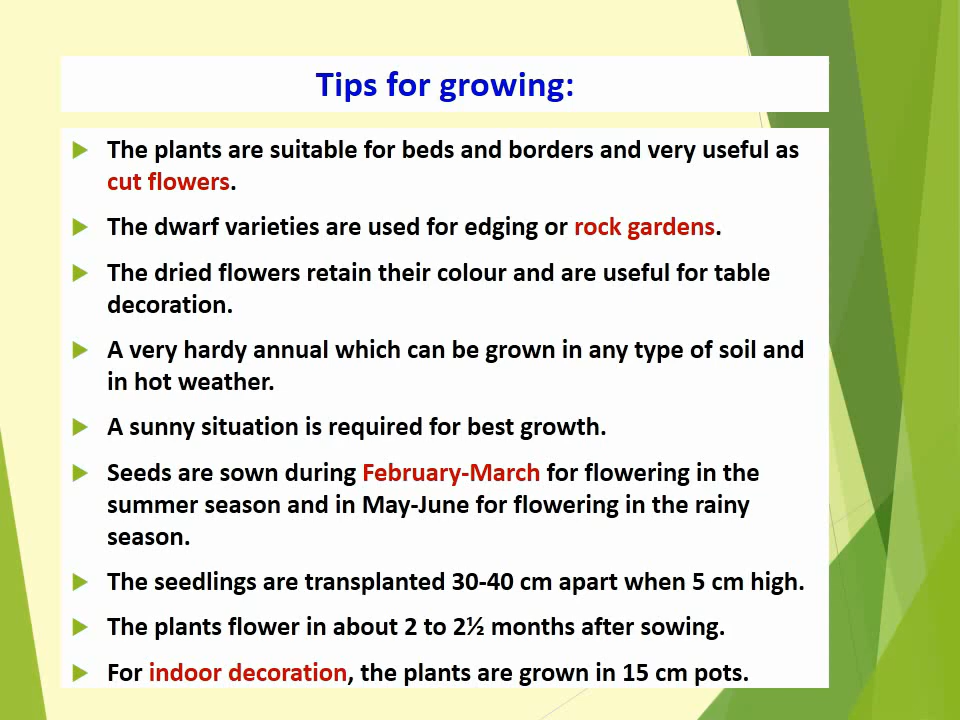 Tips for growing:
The plants are suitable for beds and borders and very useful as
cut flowers.
The dwarf varieties are used for edging or rock gardens.
The dried flowers retain their colour and are useful for table
decoration.
A very hardy annual which can be grown in any type of soil and
in hot weather.
A sunny situation is required for best growth.
Seeds are sown during February-March for flowering in the
summer season and in May-June for flowering in the rainy
season.
The seedlings are transplanted 30-40 cm apart when 5 cm high.
The plants flower in about 2 to 2½ months after sowing.
For indoor decoration, the plants are grown in 15 cm pots.